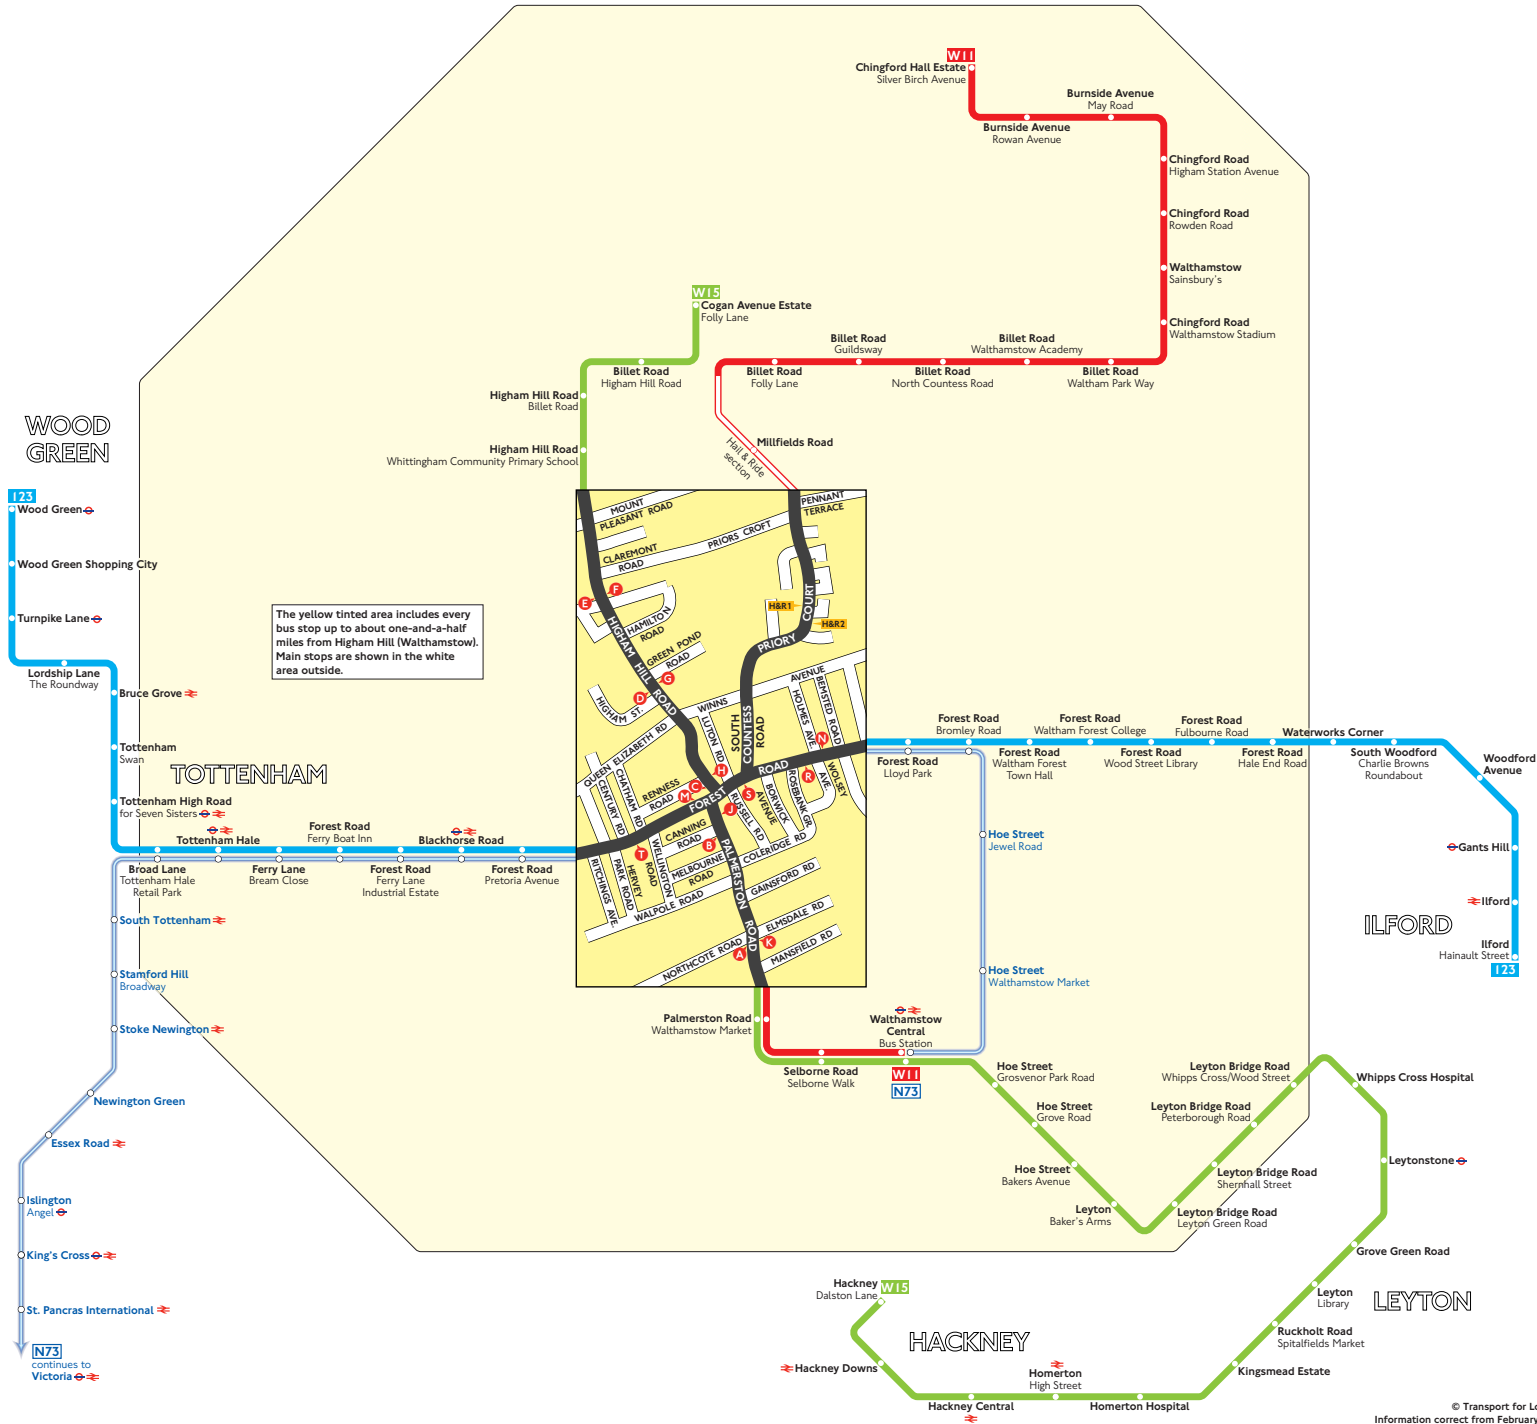 W11
Chingford Hall Estate
Silver Birch Avenue
Burnside Avenue
May Road
Burnside Avenue
Rowan Avenue
Chingford Road
Higham Station Avenue
Chingford Road
Rowden Road
Walthamstow
Sainsbury's
Chingford Road
Walthamstow Stadium
W15
Cogan Avenue Estate
Folly Lane
Billet Road
Guildsway
Billet Road
Walthamstow Academy
Billet Road
Higham Hill Road
Billet Road
Folly Lane
Billet Road
North Countess Road
Billet Road
Waltham Park Way
Higham Hill Road
Billet Road
Higham Hill Road
Whittingham Community Primary School
Millfields Road
Hail & Ride
section
WOOD
GREEN
123
Wood Green
Wood Green Shopping City
Turnpike Lane
Lordship Lane
The Roundway
Bruce Grove
Tottenham
Swan
TOTTENHAM
Tottenham High Road
for Seven Sisters
The yellow tinted area includes every
bus stop up to about one-and-a-half
miles from Higham Hill (Walthamstow).
Main stops are shown in the white
area outside.
Tottenham Hale
Forest Road
Ferry Boat Inn
Blackhorse Road
Broad Lane
Tottenham Hale
Retail Park
Ferry Lane
Bream Close
Forest Road
Ferry Lane
Industrial Estate
Forest Road
Pretoria Avenue
South Tottenham
Stamford Hill
Broadway
Stoke Newington
Newington Green
Essex Road
Islington
Angel
King's Cross
St. Pancras International
N73
continues to
Victoria
MOUNT
PLEASANT ROAD
PENNANT
TERRACE
PRIORS CROFT
CLAREMONT
ROAD
E
F
HAMILTON
ROAD
H&R1
H&R2
COURT
PRIORY
HIGHAM HILL ROAD
GREEN POND
ROAD
G
D
HIGHAM ST.
QUEEN ELIZABETH RD
WINNS
AVENUE
LUTON RD
SOUTH
COUNTESS
ROAD
HOLMES AVE.
BEMSTED ROAD
N
R
WOLSEY
AVE.
CHATHAM RD
CENTURY RD
RENNESS
ROAD
M
C
H
FOREST
ROAD
S
J
RUSSELL RD
AVENUE
BORWICK
ROSEBANK GR
CANNING
ROAD
B
T
COLERIDGE RD
MELBOURNE
ROAD
WELLINGTON
ROAD
HERVEY
PARK ROAD
RITCHINGS AVE.
WALPOLE ROAD
GAINSFORD RD
PALMERSTON ROAD
ELMSDALE RD
NORTHCOTE ROAD
K
A
MANSFIELD RD
Forest Road
Bromley Road
Forest Road
Waltham Forest College
Forest Road
Fulbourne Road
Waterworks Corner
Forest Road
Lloyd Park
Forest Road
Waltham Forest
Town Hall
Forest Road
Wood Street Library
Forest Road
Hale End Road
South Woodford
Charlie Browns
Roundabout
Woodford
Avenue
Gants Hill
Ilford
ILFORD
Ilford
Hainault Street
123
Hoe Street
Jewel Road
Hoe Street
Walthamstow Market
Palmerston Road
Walthamstow Market
Walthamstow
Central
Bus Station
Selborne Road
Selborne Walk
W11
N73
Hoe Street
Grosvenor Park Road
Hoe Street
Grove Road
Hoe Street
Bakers Avenue
Leyton
Baker's Arms
Leyton Bridge Road
Whipps Cross/Wood Street
Leyton Bridge Road
Peterborough Road
Leyton Bridge Road
Shernhall Street
Leyton Bridge Road
Leyton Green Road
Whipps Cross Hospital
Leytonstone
Grove Green Road
Leyton
Library
LEYTON
Ruckholt Road
Spitalfields Market
Kingsmead Estate
Hackney
Dalston Lane
W15
HACKNEY
Hackney Downs
Homerton
High Street
Hackney Central
Homerton Hospital
© Transport for Lo
Information correct from February